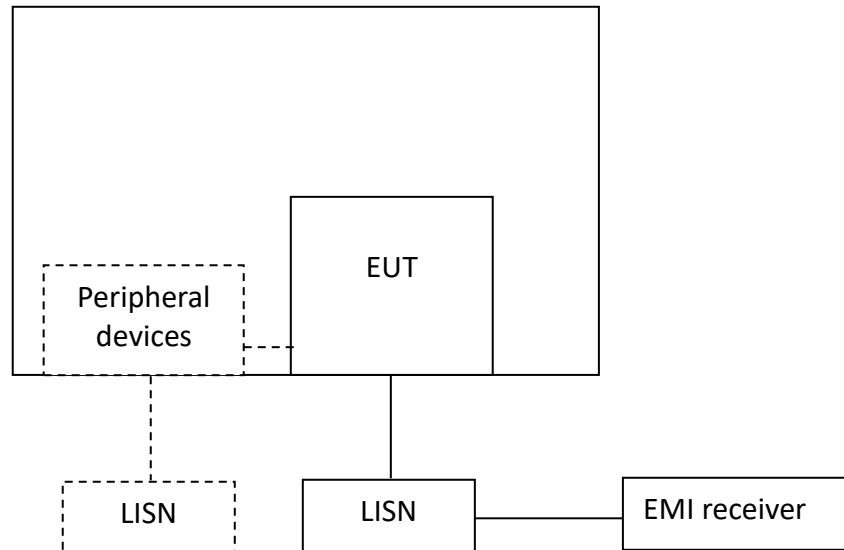 EUT
Peripheral
devices
LISN
LISN
EMI receiver